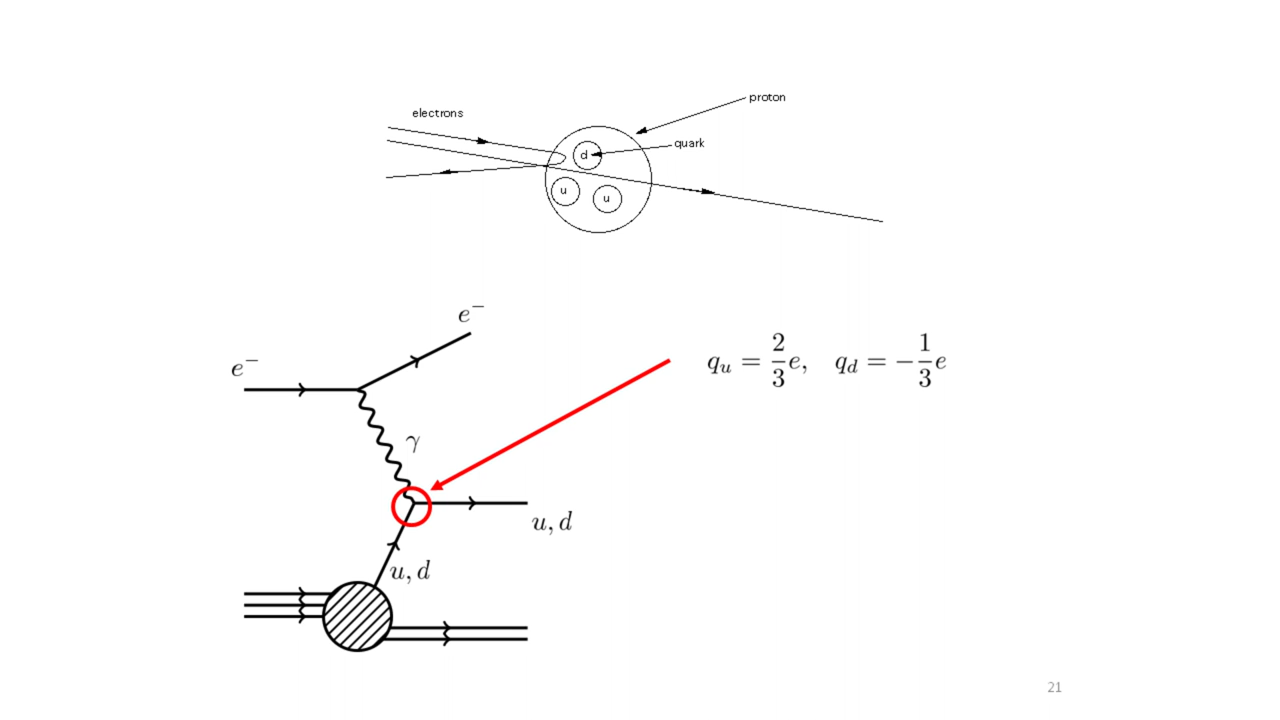 proton
electrons
quark
d
u
u
e⁻
e⁻
q_u = 2/3 e, q_d = −1/3 e
γ
u, d
u, d
21